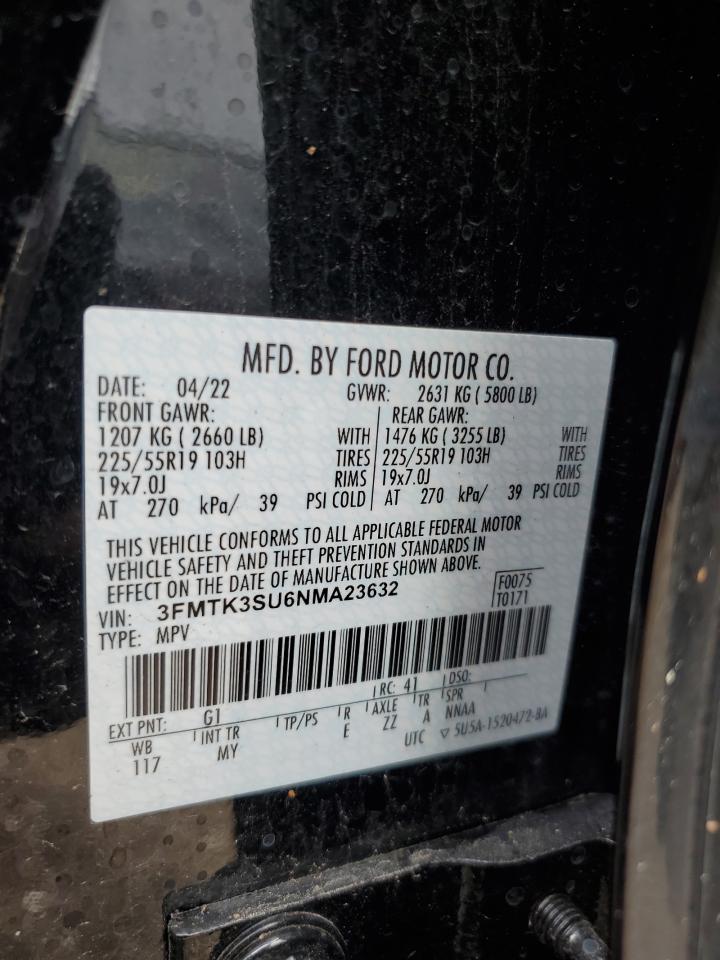 MFD. BY FORD MOTOR CO.
DATE: 04/22 GVWR: 2631 KG ( 5800 LB)
FRONT GAWR: REAR GAWR:
1207 KG ( 2660 LB) WITH 1476 KG ( 3255 LB) WITH
225/55R19 103H TIRES 225/55R19 103H TIRES
19x7.0J RIMS 19x7.0J RIMS
AT 270 kPa/ 39 PSI COLD AT 270 kPa/ 39 PSI COLD
THIS VEHICLE CONFORMS TO ALL APPLICABLE FEDERAL MOTOR
VEHICLE SAFETY AND THEFT PREVENTION STANDARDS IN
EFFECT ON THE DATE OF MANUFACTURE SHOWN ABOVE.
VIN: 3FMTK3SU6NMA23632 F0075
TYPE: MPV T0171
EXT PNT: G1 RC: 41 DSO:
WB INT TR TP/PS R AXLE TR SPR
117 MY E ZZ A NNAA
UTC ▽ 5U5A-1520472-BA